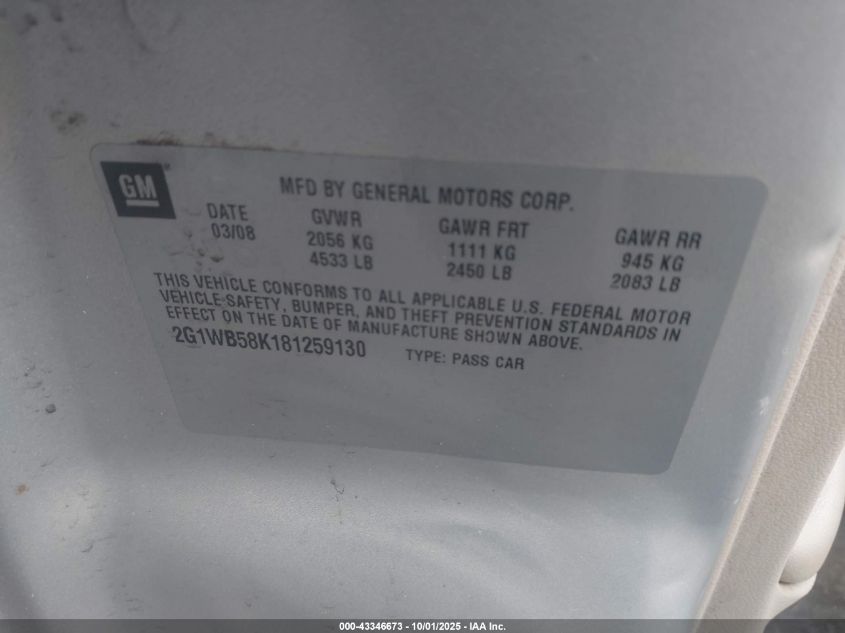 GM
MFD BY GENERAL MOTORS CORP.
DATE GVWR GAWR FRT GAWR RR
03/08 2056 KG 1111 KG 945 KG
4533 LB 2450 LB 2083 LB
THIS VEHICLE CONFORMS TO ALL APPLICABLE U.S. FEDERAL MOTOR
VEHICLE SAFETY, BUMPER, AND THEFT PREVENTION STANDARDS IN
EFFECT ON THE DATE OF MANUFACTURE SHOWN ABOVE.
2G1WB58K181259130 TYPE: PASS CAR
000-43346673 - 10/01/2025 - IAA Inc.